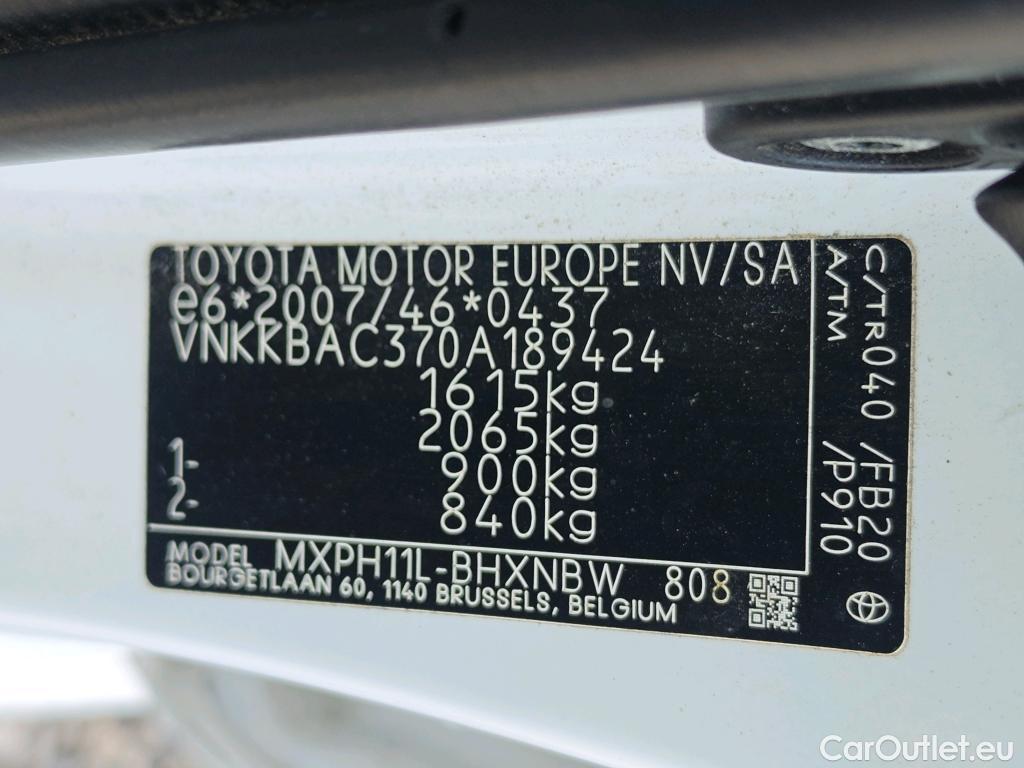 TOYOTA MOTOR EUROPE NV/SA
e6*2007/46*0437
VNKKBAC370A189424
1615kg
2065kg
1- 900kg
2- 840kg
MODEL MXPH11L-BHXNBW 808
BOURGETLAAN 60, 1140 BRUSSELS, BELGIUM
C/TR040 /FB20
A/TM /P910
CarOutlet.eu